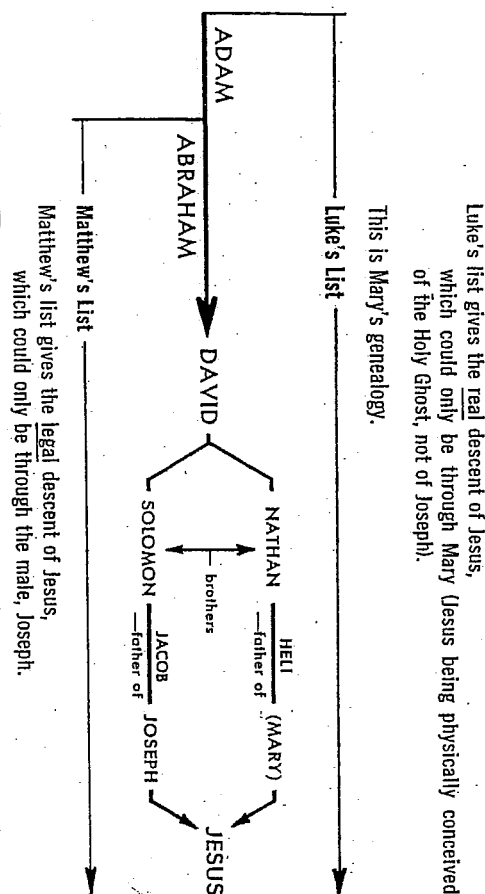 Luke's list gives the real descent of Jesus,
which could only be through Mary (Jesus being physically conceived
of the Holy Ghost, not of Joseph).
This is Mary's genealogy.
Luke's List
ADAM
ABRAHAM
DAVID
NATHAN
HELI
—father of
(MARY)
brothers
SOLOMON
JACOB
—father of
JOSEPH
JESUS
Matthew's List
Matthew's list gives the legal descent of Jesus,
which could only be through the male, Joseph.